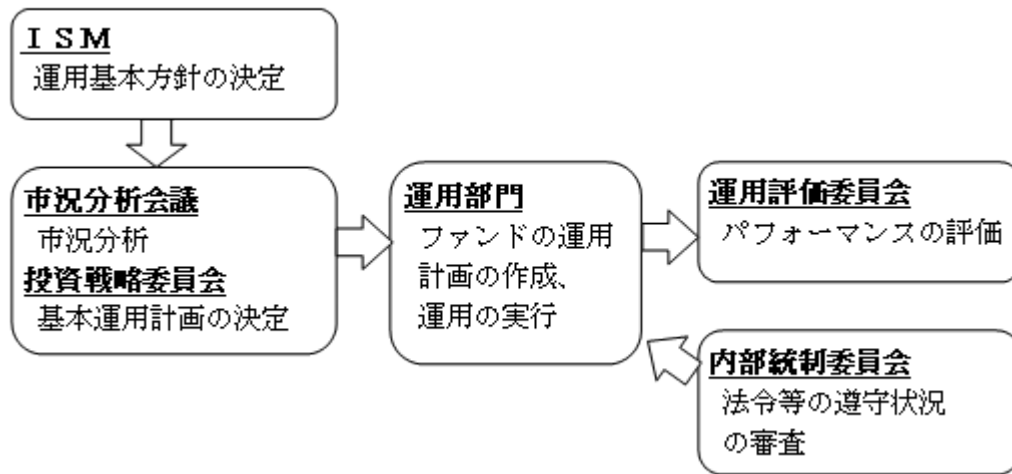 ＩＳＭ
運用基本方針の決定
市況分析会議
市況分析
投資戦略委員会
基本運用計画の決定
運用部門
ファンドの運用
計画の作成、
運用の実行
運用評価委員会
パフォーマンスの評価
内部統制委員会
法令等の遵守状況
の審査